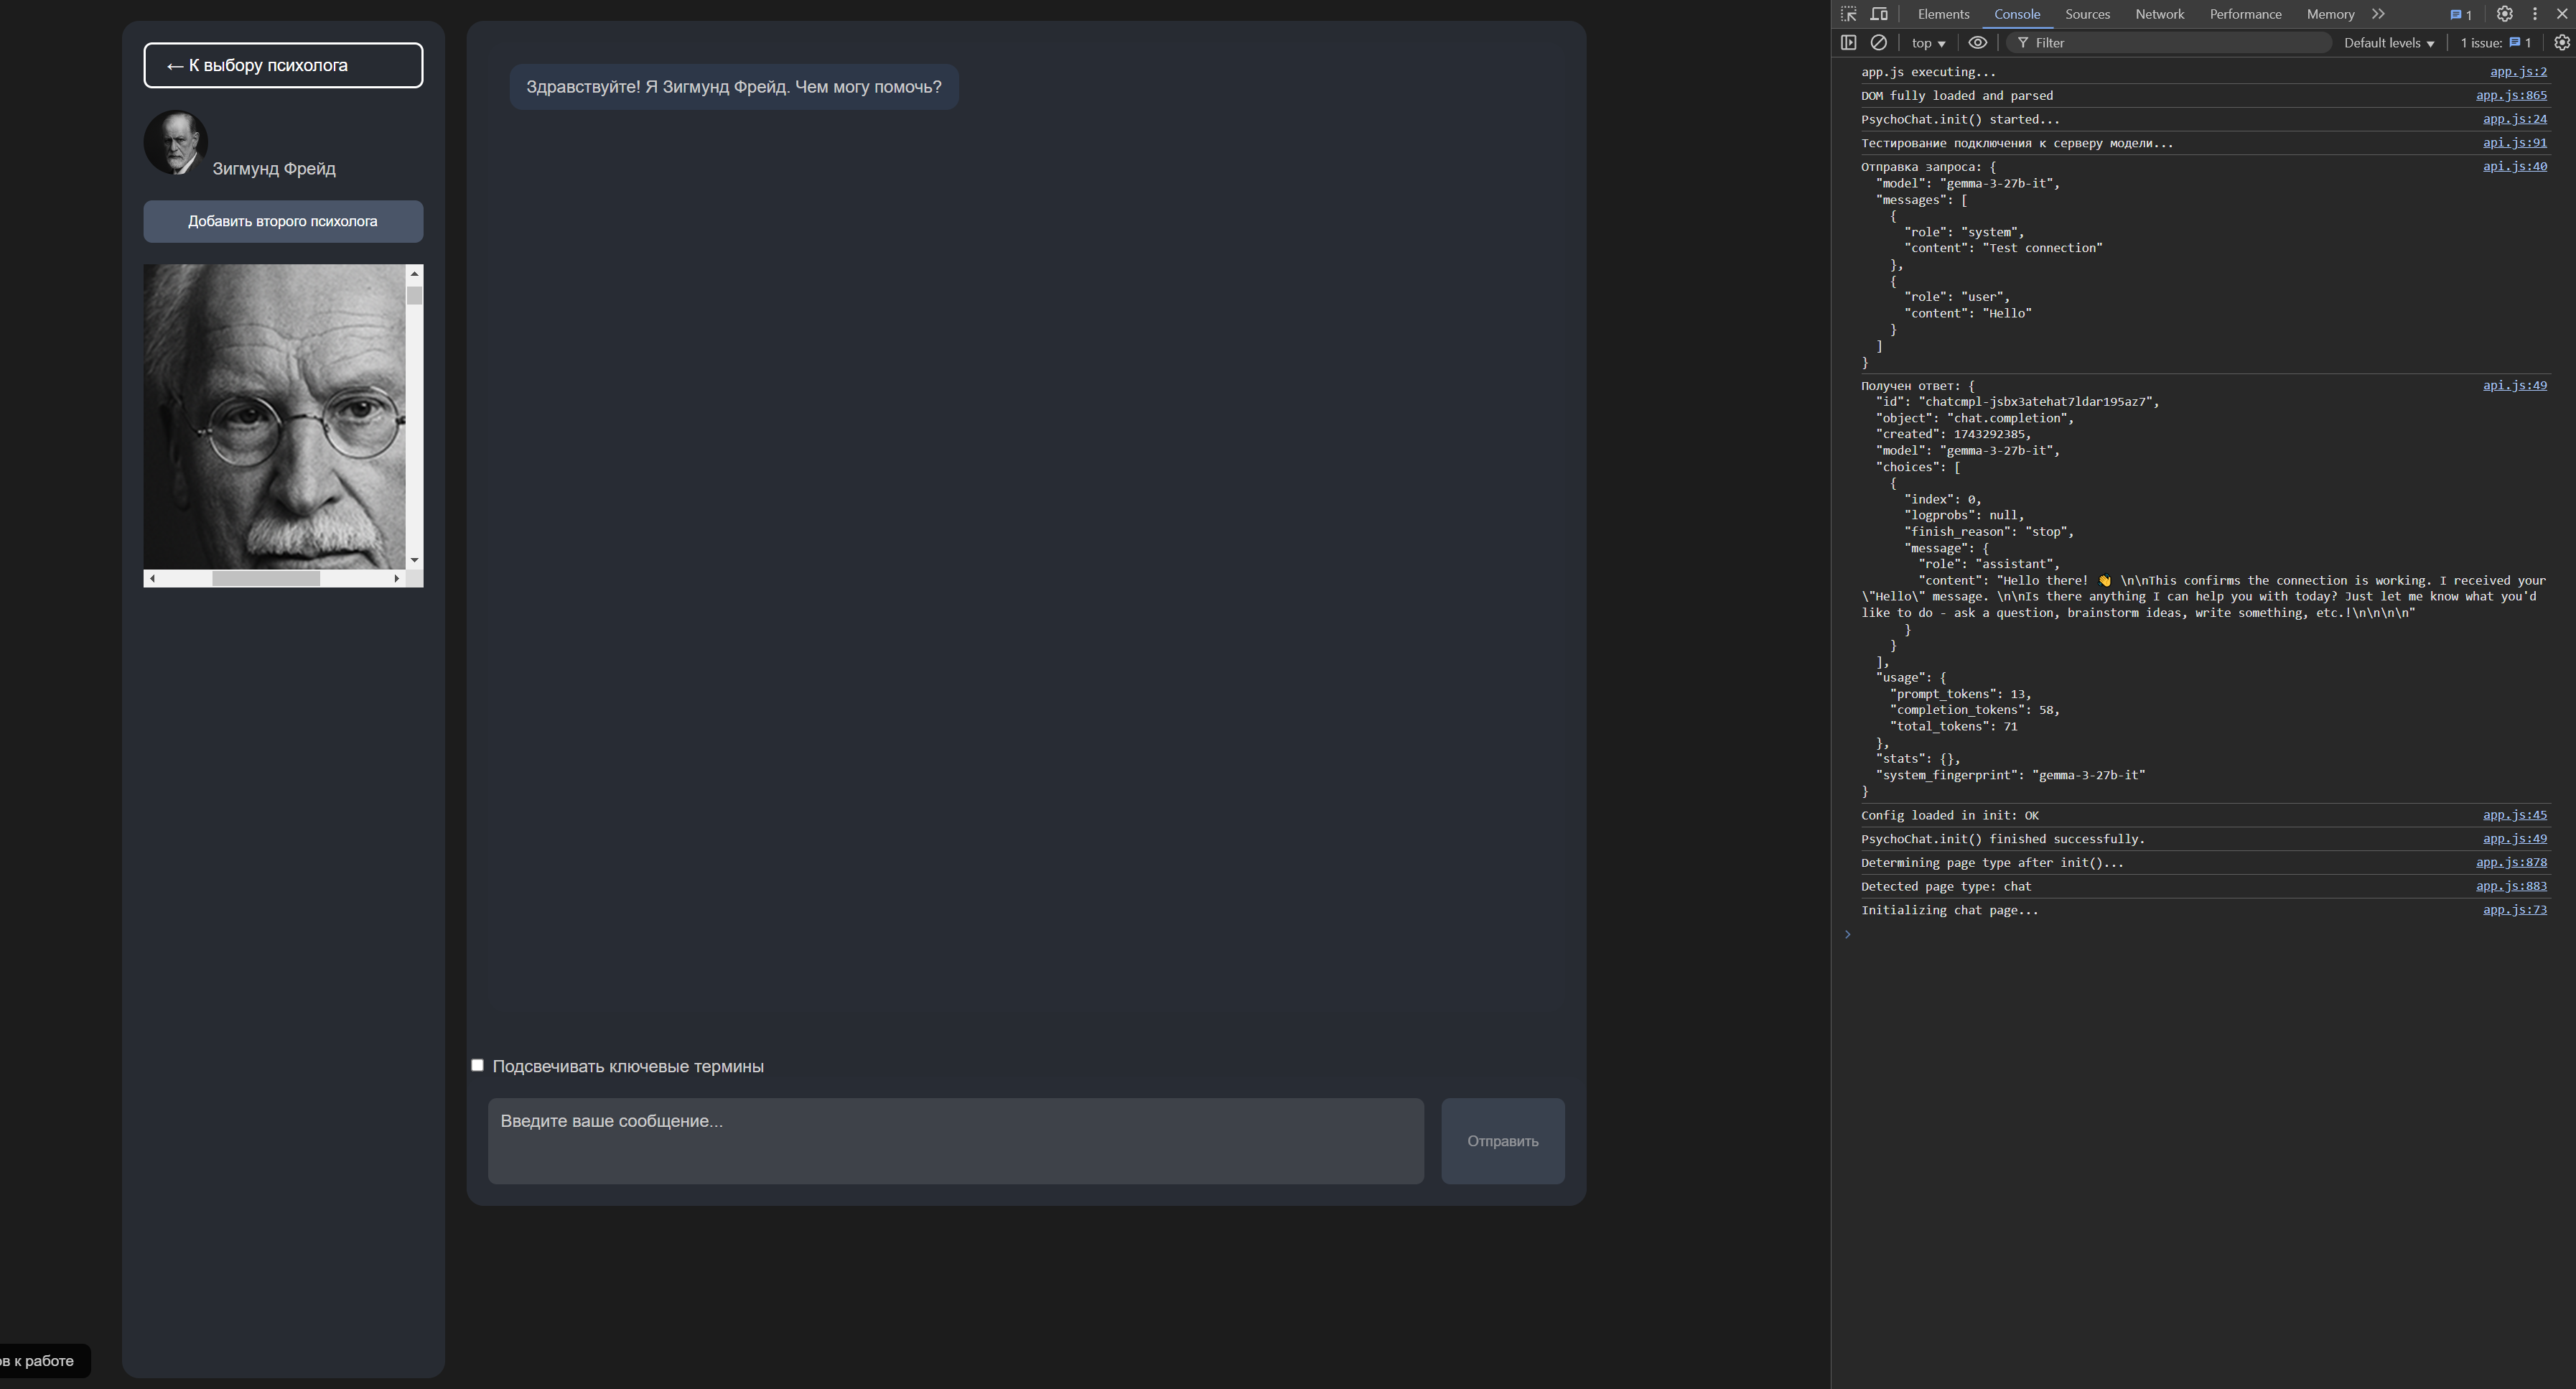 ← К выбору психолога
Зигмунд Фрейд
Добавить второго психолога
Здравствуйте! Я Зигмунд Фрейд. Чем могу помочь?
Подсвечивать ключевые термины
Введите ваше сообщение...
Отправить
ов к работе
Elements Console Sources Network Performance Memory 1
top Filter Default levels 1 issue: 1
app.js executing... app.js:2
DOM fully loaded and parsed app.js:865
PsychoChat.init() started... app.js:24
Тестирование подключения к серверу модели... api.js:91
Отправка запроса: { api.js:40
"model": "gemma-3-27b-it",
"messages": [
{
"role": "system",
"content": "Test connection"
},
{
"role": "user",
"content": "Hello"
}
]
}
Получен ответ: { api.js:49
"id": "chatcmpl-jsbx3atehat7ldar195az7",
"object": "chat.completion",
"created": 1743292385,
"model": "gemma-3-27b-it",
"choices": [
{
"index": 0,
"logprobs": null,
"finish_reason": "stop",
"message": {
"role": "assistant",
"content": "Hello there! 👋 \n\nThis confirms the connection is working. I received your
\"Hello\" message. \n\nIs there anything I can help you with today? Just let me know what you'd
like to do - ask a question, brainstorm ideas, write something, etc.!\n\n\n\n"
}
}
],
"usage": {
"prompt_tokens": 13,
"completion_tokens": 58,
"total_tokens": 71
},
"stats": {},
"system_fingerprint": "gemma-3-27b-it"
}
Config loaded in init: OK app.js:45
PsychoChat.init() finished successfully. app.js:49
Determining page type after init()... app.js:878
Detected page type: chat app.js:883
Initializing chat page... app.js:73